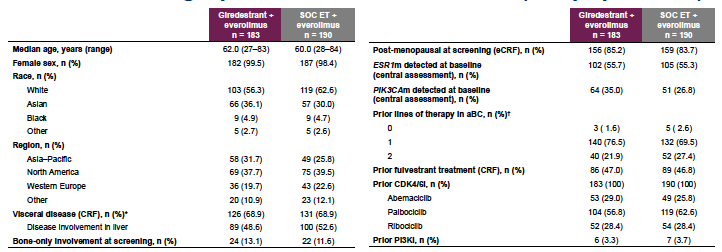 Giredestrant + everolimus n = 183 SOC ET + everolimus n = 190
Median age, years (range) 62.0 (27–83) 60.0 (28–84)
Female sex, n (%) 182 (99.5) 187 (98.4)
Race, n (%)
White 103 (56.3) 119 (62.6)
Asian 66 (36.1) 57 (30.0)
Black 9 (4.9) 9 (4.7)
Other 5 (2.7) 5 (2.6)
Region, n (%)
Asia–Pacific 58 (31.7) 49 (25.8)
North America 69 (37.7) 75 (39.5)
Western Europe 36 (19.7) 43 (22.6)
Other 20 (10.9) 23 (12.1)
Visceral disease (CRF), n (%)* 126 (68.9) 131 (68.9)
Disease involvement in liver 89 (48.6) 100 (52.6)
Bone-only involvement at screening, n (%) 24 (13.1) 22 (11.6)
Giredestrant + everolimus n = 183 SOC ET + everolimus n = 190
Post-menopausal at screening (eCRF), n (%) 156 (85.2) 159 (83.7)
ESR1m detected at baseline (central assessment), n (%) 102 (55.7) 105 (55.3)
PIK3CAm detected at baseline (central assessment), n (%) 64 (35.0) 51 (26.8)
Prior lines of therapy in aBC, n (%)†
0 3 ( 1.6) 5 ( 2.6)
1 140 (76.5) 132 (69.5)
2 40 (21.9) 52 (27.4)
Prior fulvestrant treatment (CRF), n (%) 86 (47.0) 89 (46.8)
Prior CDK4/6i, n (%) 183 (100) 190 (100)
Abemaciclib 53 (29.0) 49 (25.8)
Palbociclib 104 (56.8) 119 (62.6)
Ribociclib 52 (28.4) 54 (28.4)
Prior PI3Ki, n (%) 6 (3.3) 7 (3.7)